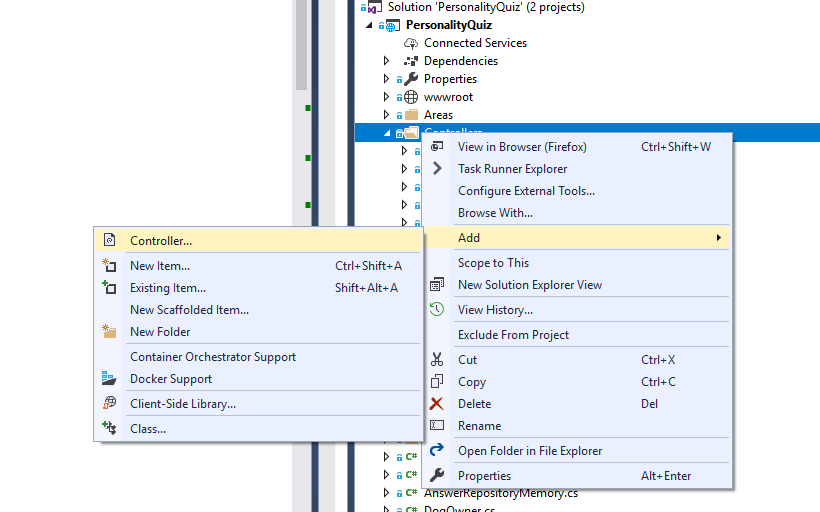 Solution 'PersonalityQuiz' (2 projects)
PersonalityQuiz
Connected Services
Dependencies
Properties
wwwroot
Areas
Controllers
View in Browser (Firefox) Ctrl+Shift+W
Task Runner Explorer
Configure External Tools...
Browse With...
Add
Scope to This
New Solution Explorer View
View History...
Exclude From Project
Cut Ctrl+X
Copy Ctrl+C
Delete Del
Rename
Open Folder in File Explorer
Properties Alt+Enter
Controller...
New Item... Ctrl+Shift+A
Existing Item... Shift+Alt+A
New Scaffolded Item...
New Folder
Container Orchestrator Support
Docker Support
Client-Side Library...
Class...
C#
C#
C# AnswerRepositoryMemory.cs
C# DogOwner.cs